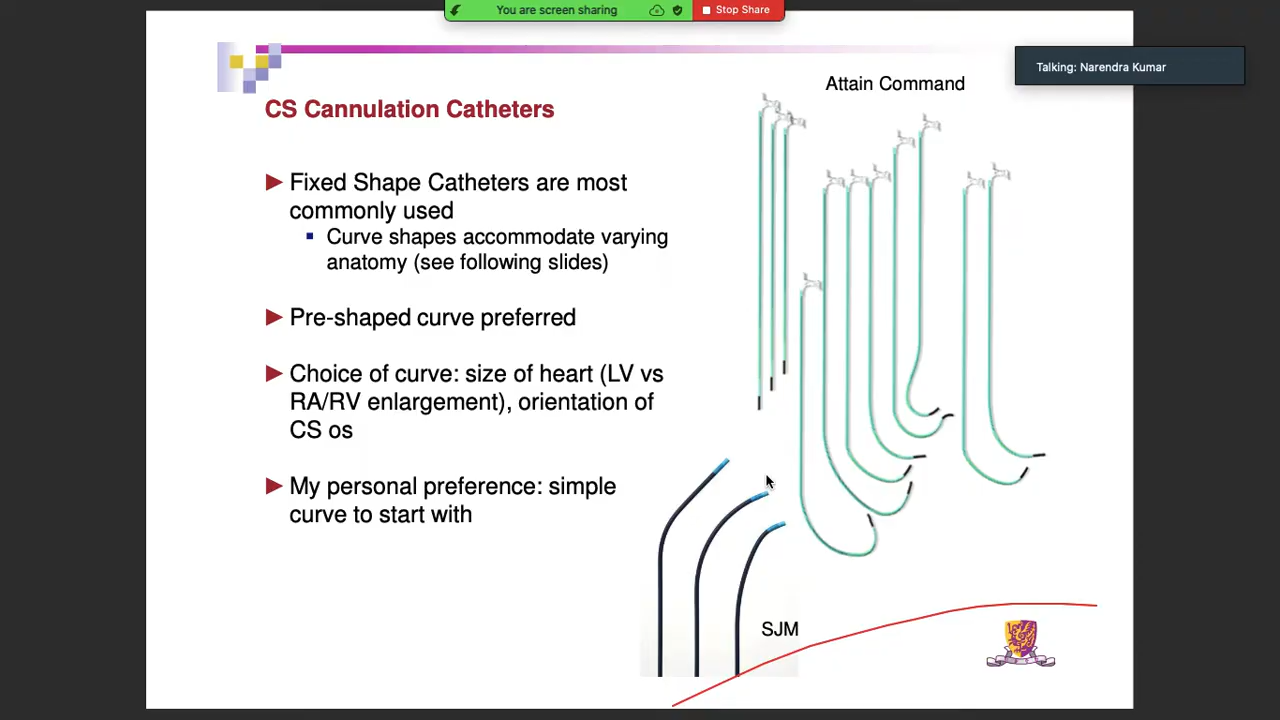 You are screen sharing
Stop Share
Talking: Narendra Kumar
Attain Command
CS Cannulation Catheters
Fixed Shape Catheters are most
commonly used
Curve shapes accommodate varying
anatomy (see following slides)
Pre-shaped curve preferred
Choice of curve: size of heart (LV vs
RA/RV enlargement), orientation of
CS os
My personal preference: simple
curve to start with
SJM